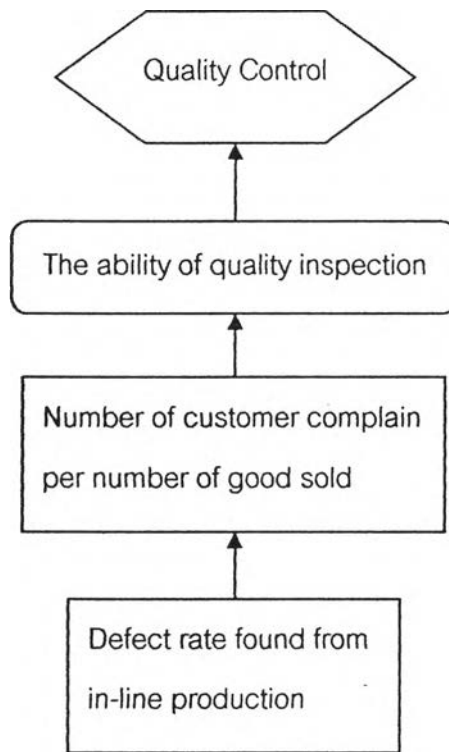 Quality Control
The ability of quality inspection
Number of customer complain
per number of good sold
Defect rate found from
in-line production